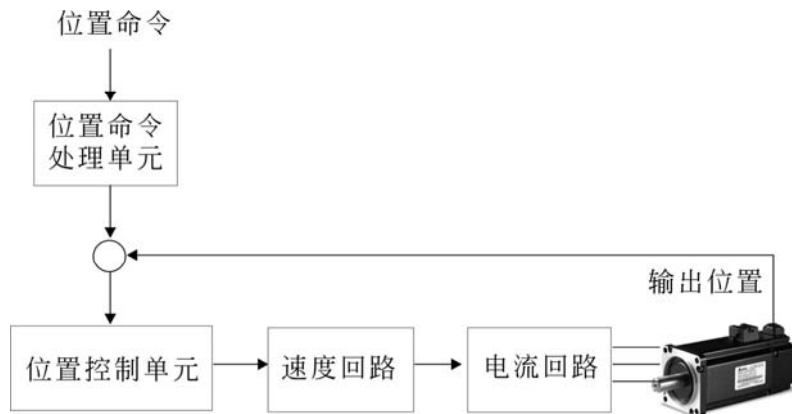 位置命令
位置命令
处理单元
输出位置
位置控制单元
速度回路
电流回路